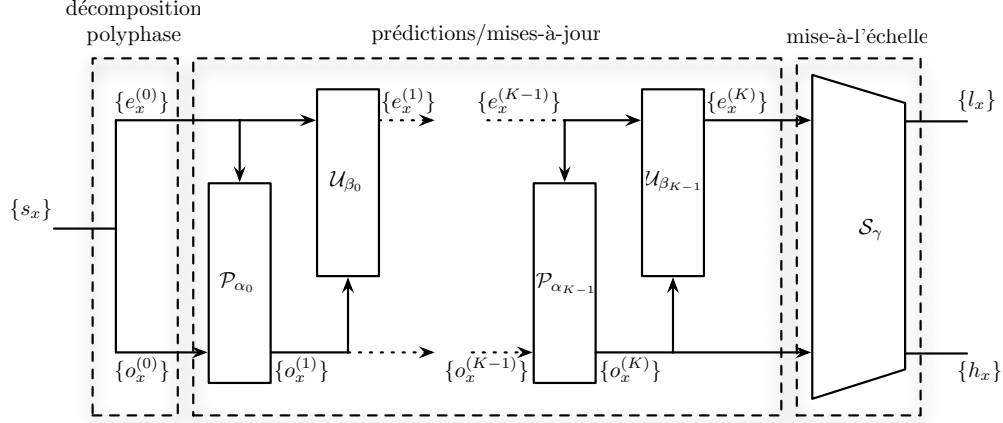 décomposition
polyphase
prédictions/mises-à-jour
mise-à-l'échelle
{e_x^{(0)}}
{e_x^{(1)}}
{e_x^{(K-1)}}
{e_x^{(K)}}
{l_x}
{s_x}
𝒰_{β_0}
𝒰_{β_{K-1}}
𝒮_γ
𝒫_{α_0}
𝒫_{α_{K-1}}
{o_x^{(0)}}
{o_x^{(1)}}
{o_x^{(K-1)}}
{o_x^{(K)}}
{h_x}